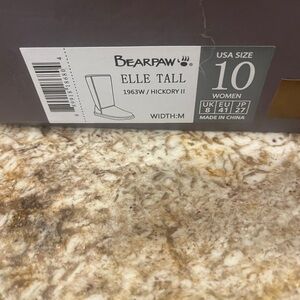 BEARPAW
ELLE TALL
1963W / HICKORY II
WIDTH:M
USA SIZE
10
WOMEN
UK EU JP
8 41 27
MADE IN CHINA